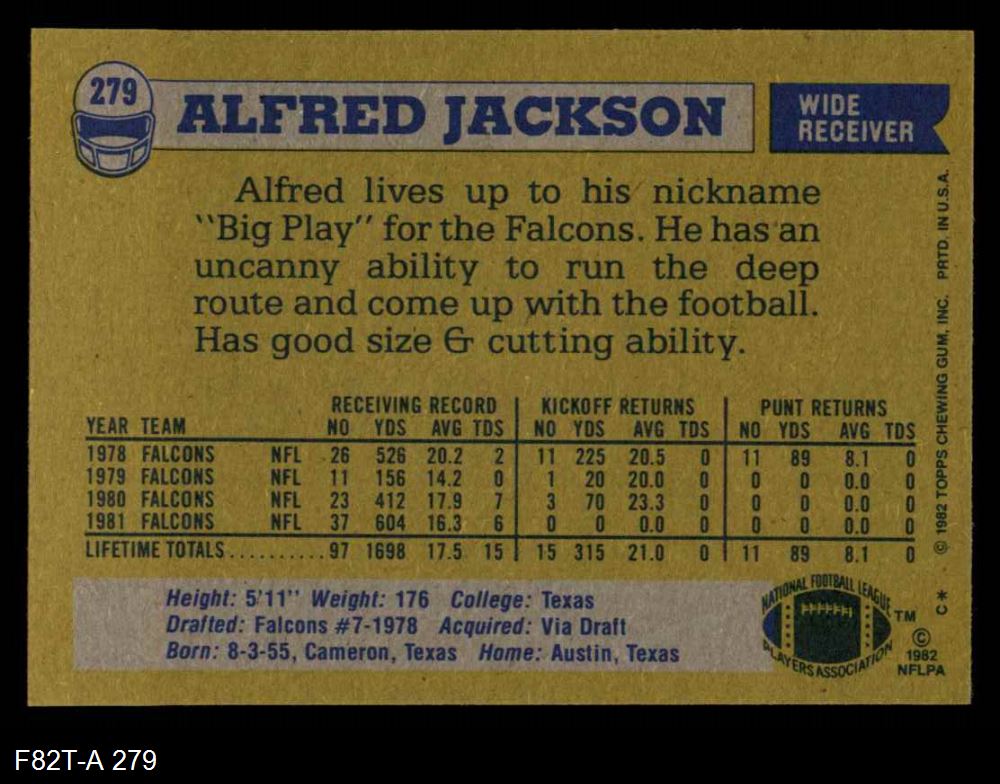 279
ALFRED JACKSON
WIDE
RECEIVER
Alfred lives up to his nickname
"Big Play" for the Falcons. He has an
uncanny ability to run the deep
route and come up with the football.
Has good size & cutting ability.
RECEIVING RECORD KICKOFF RETURNS PUNT RETURNS
YEAR TEAM NO YDS AVG TDS NO YDS AVG TDS NO YDS AVG TDS
1978 FALCONS NFL 26 526 20.2 2 11 225 20.5 0 11 89 8.1 0
1979 FALCONS NFL 11 156 14.2 0 1 20 20.0 0 0 0 0.0 0
1980 FALCONS NFL 23 412 17.9 7 3 70 23.3 0 0 0 0.0 0
1981 FALCONS NFL 37 604 16.3 6 0 0 0.0 0 0 0 0.0 0
LIFETIME TOTALS.......... 97 1698 17.5 15 15 315 21.0 0 11 89 8.1 0
Height: 5'11" Weight: 176 College: Texas
Drafted: Falcons #7-1978 Acquired: Via Draft
Born: 8-3-55, Cameron, Texas Home: Austin, Texas
NATIONAL FOOTBALL LEAGUE
PLAYERS ASSOCIATION
TM
©
1982
NFLPA
© 1982 TOPPS CHEWING GUM, INC. PRTD. IN U.S.A.
C*
F82T-A 279